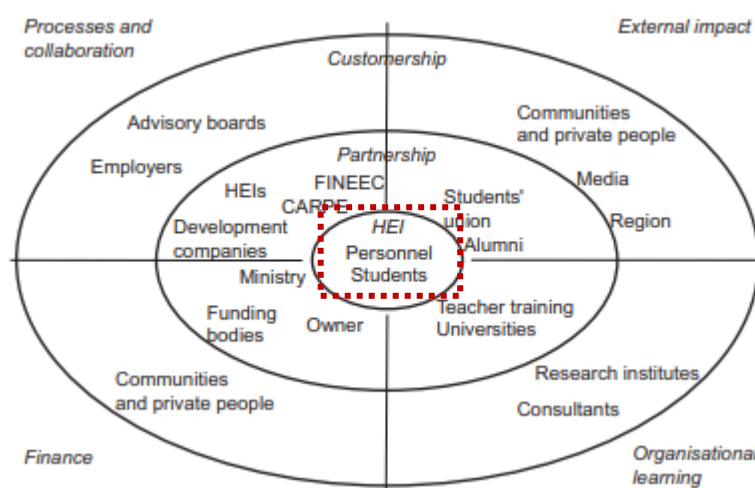 Processes and
collaboration
External impact
Customership
Advisory boards
Communities
and private people
Employers
Partnership
Media
HEIs
FINEEC
Students'
union
CARPE
Region
Development
companies
HEI
Alumni
Personnel
Students
Ministry
Funding
bodies
Owner
Teacher training
Universities
Communities
and private people
Research institutes
Consultants
Finance
Organisational
learning